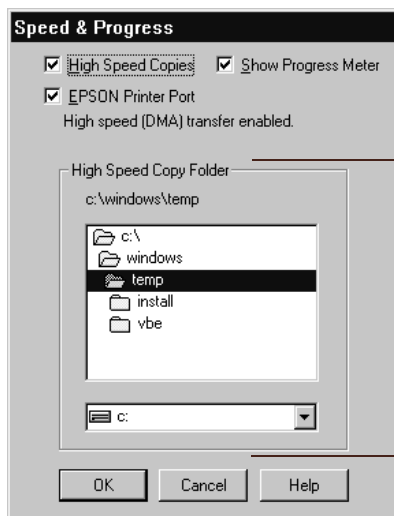 Speed & Progress
High Speed Copies Show Progress Meter
EPSON Printer Port
High speed (DMA) transfer enabled.
High Speed Copy Folder
c:\windows\temp
c:\
windows
temp
install
vbe
c:
OK Cancel Help